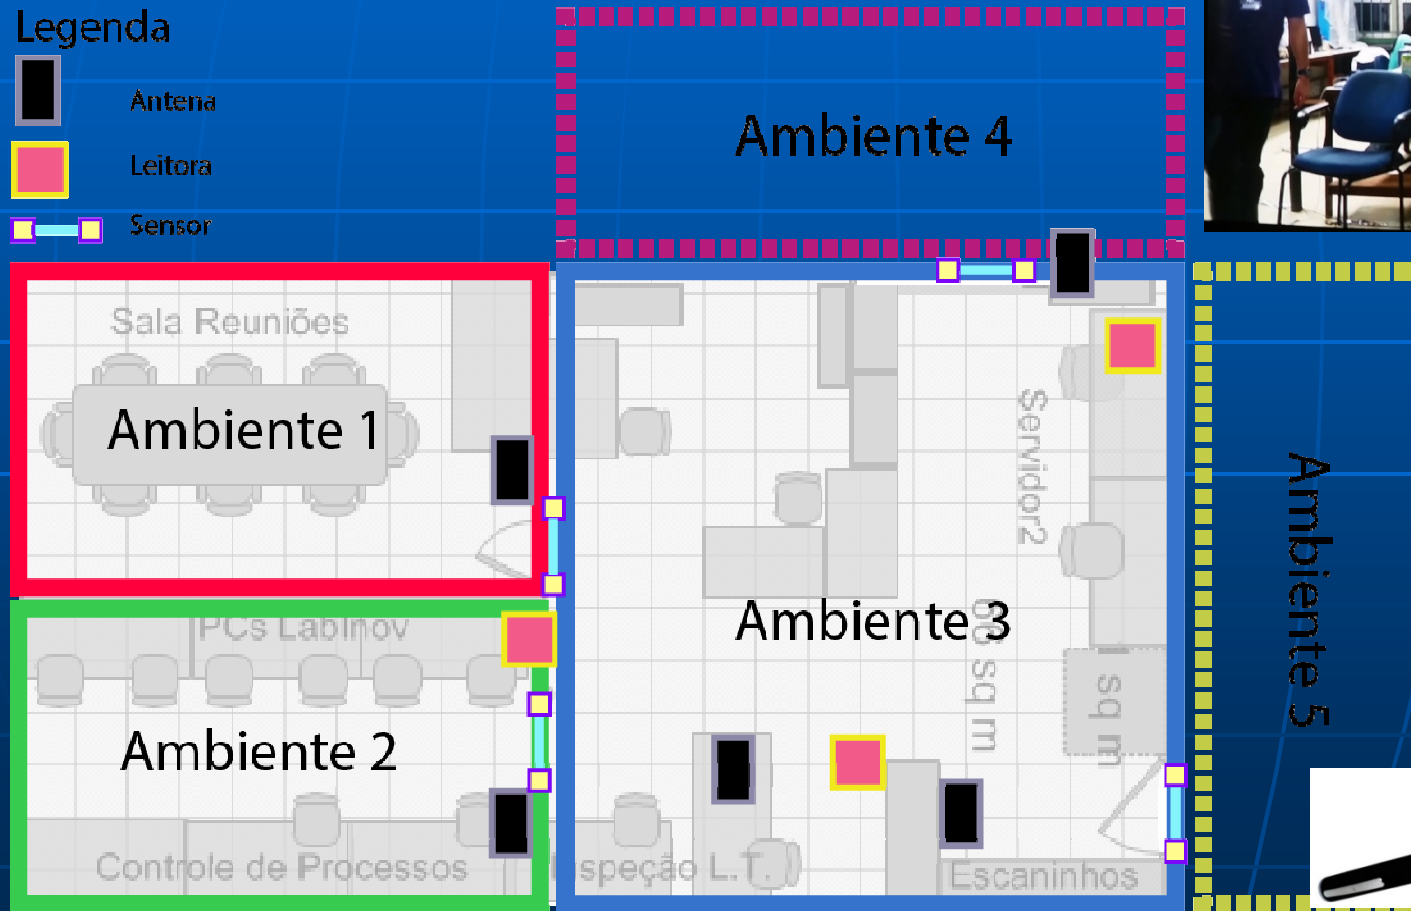 Legenda
Antena
Leitora
Sensor
Ambiente 4
Sala Reuniões
Ambiente 1
Servidor2
Ambiente 5
PCs LabInov
Ambiente 3
sq m
sq m
Ambiente 2
Controle de Processos
Inspeção L.T.
Escaninhos